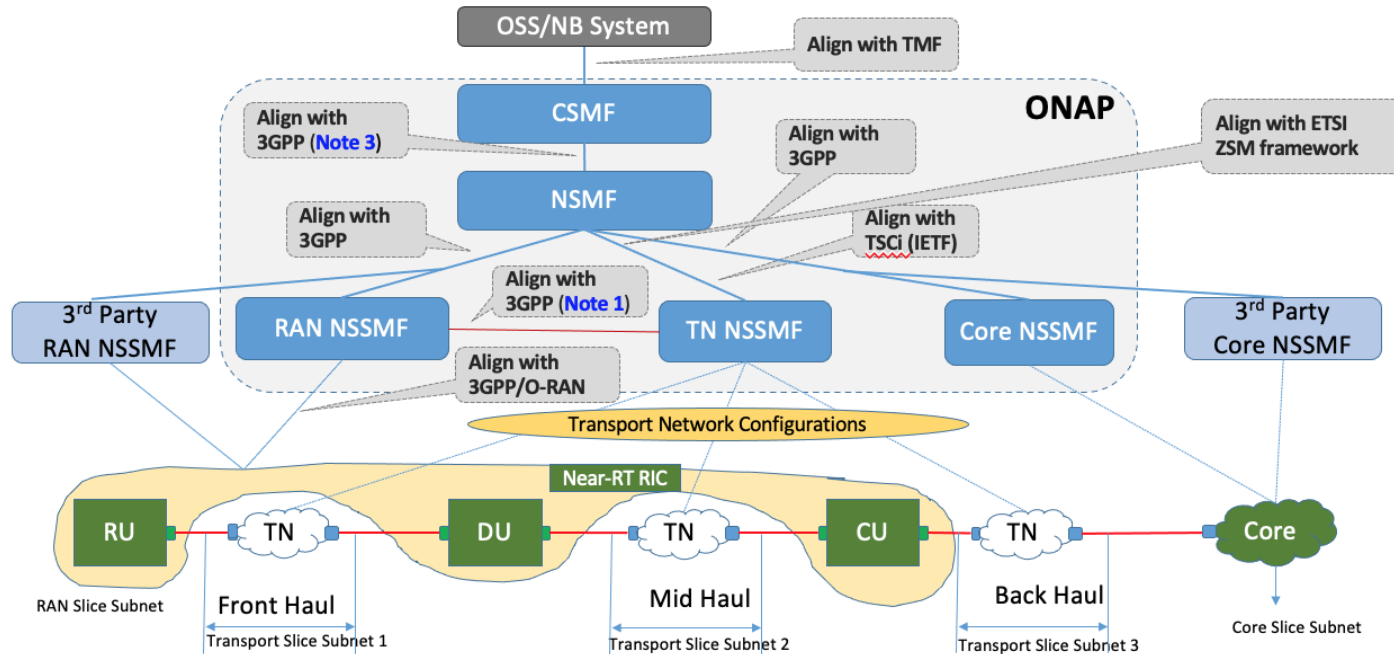 OSS/NB System
Align with TMF
CSMF
ONAP
Align with
3GPP (Note 3)
Align with
3GPP
Align with ETSI
ZSM framework
NSMF
Align with
3GPP
Align with
TSCi (IETF)
Align with
3GPP (Note 1)
3rd Party
RAN NSSMF
RAN NSSMF
TN NSSMF
Core NSSMF
3rd Party
Core NSSMF
Align with
3GPP/O-RAN
Transport Network Configurations
Near-RT RIC
RU
TN
DU
TN
CU
TN
Core
RAN Slice Subnet
Front Haul
Mid Haul
Back Haul
Core Slice Subnet
Transport Slice Subnet 1
Transport Slice Subnet 2
Transport Slice Subnet 3